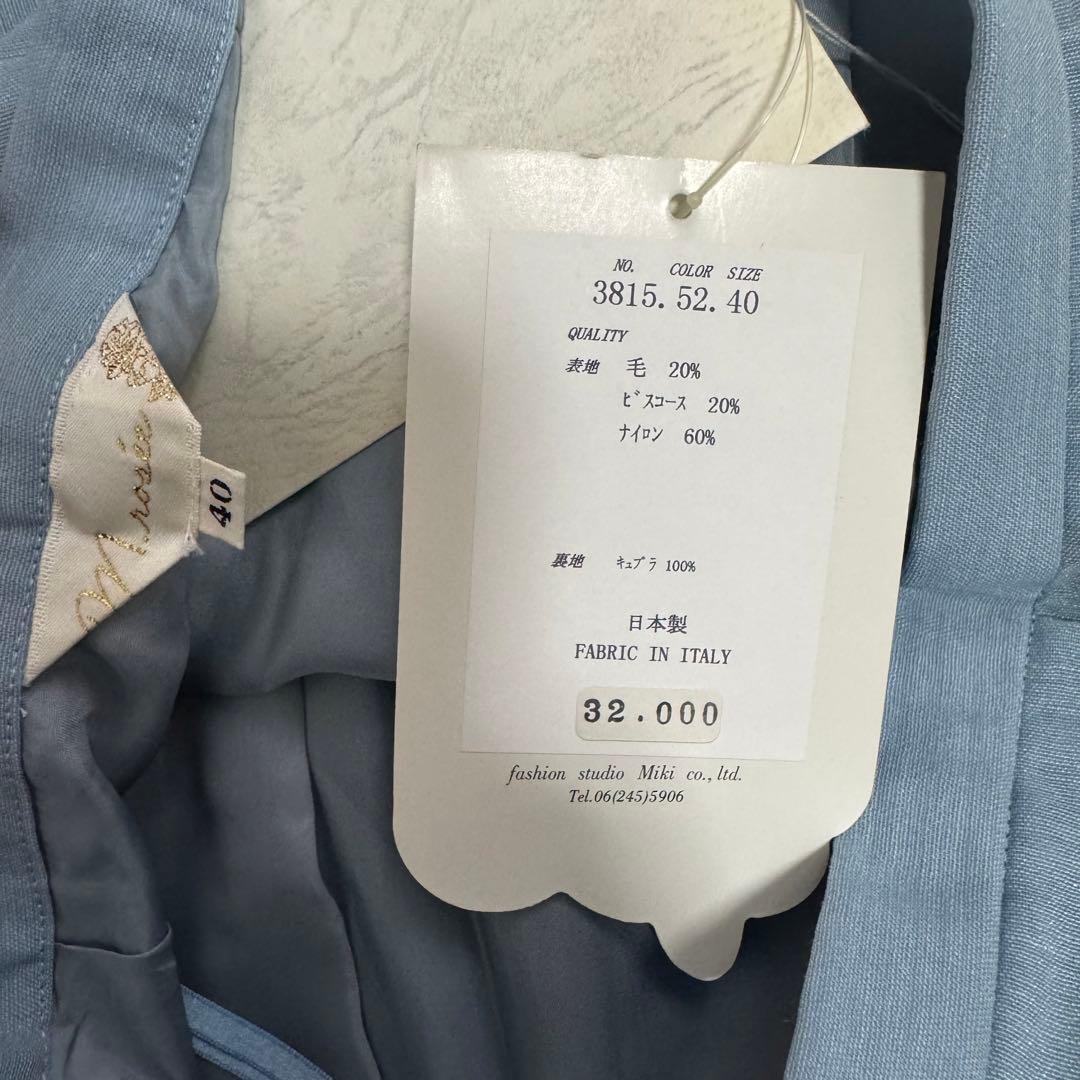 NO. COLOR SIZE
3815. 52. 40
QUALITY
表地 毛 20%
ﾋﾞｽｺｰｽ 20%
ﾅｲﾛﾝ 60%
裏地 ｷｭﾌﾟﾗ 100%
日本製
FABRIC IN ITALY
32.000
fashion studio Miki co., ltd.
Tel.06(245)5906
M.rosée
40